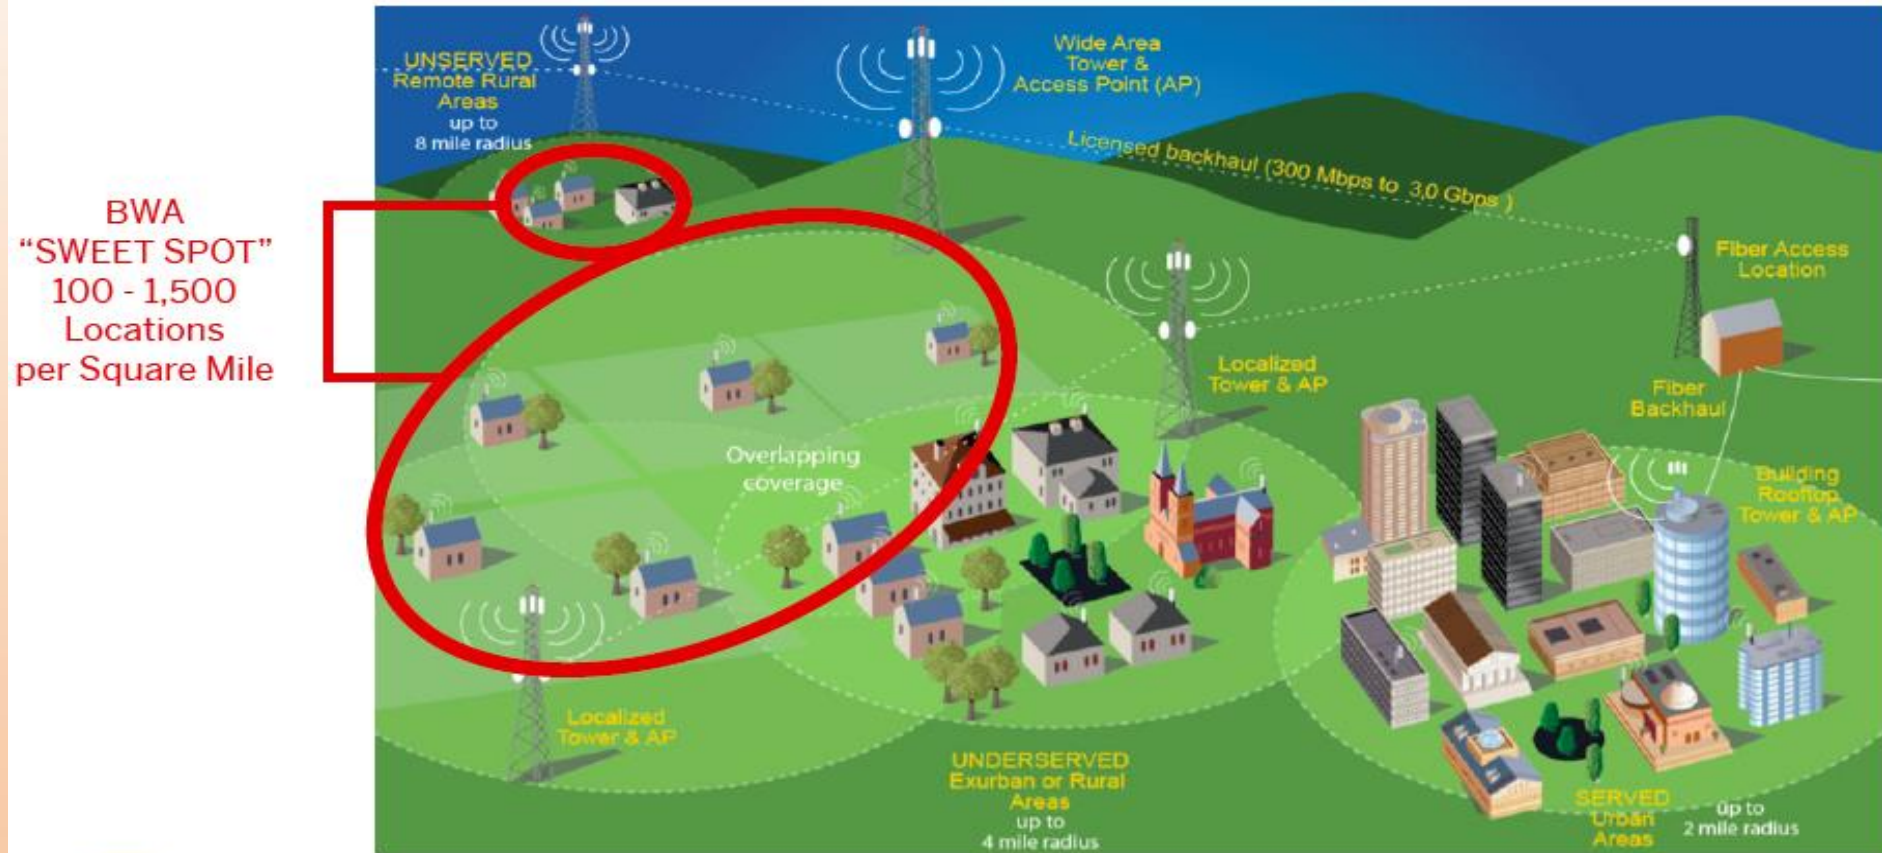 BWA
“SWEET SPOT”
100 - 1,500
Locations
per Square Mile
UNSERVED
Remote Rural
Areas
up to
8 mile radius
Wide Area
Tower &
Access Point (AP)
Licensed backhaul (300 Mbps to 3,0 Gbps )
Fiber Access
Location
Localized
Tower & AP
Fiber
Backhaul
Overlapping
coverage
Building
Rooftop
Tower & AP
Localized
Tower & AP
UNDERSERVED
Exurban or Rural
Areas
up to
4 mile radius
SERVED
Urban
Areas
up to
2 mile radius